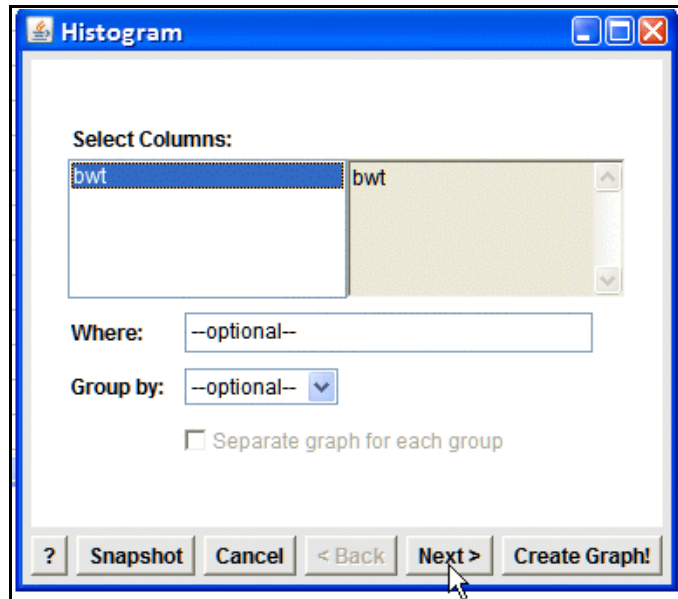 Histogram
Select Columns:
bwt bwt
Where: --optional--
Group by: --optional--
Separate graph for each group
? Snapshot Cancel < Back Next > Create Graph!